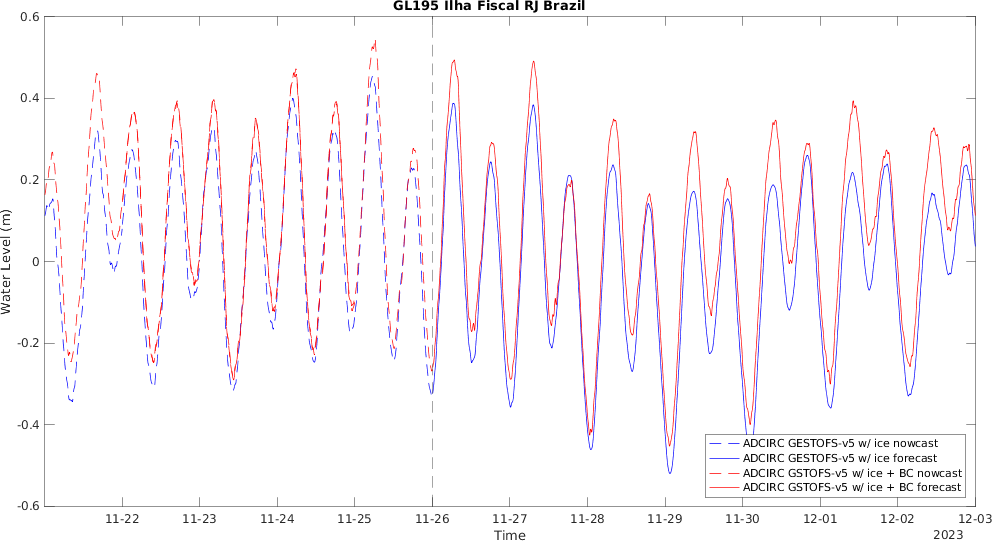 GL195 Ilha Fiscal RJ Brazil
0.6
0.4
0.2
0
-0.2
-0.4
-0.6
Water Level (m)
11-22 11-23 11-24 11-25 11-26 11-27 11-28 11-29 11-30 12-01 12-02 12-03
Time
2023
ADCIRC GESTOFS-v5 w/ ice nowcast
ADCIRC GESTOFS-v5 w/ ice forecast
ADCIRC GSTOFS-v5 w/ ice + BC nowcast
ADCIRC GSTOFS-v5 w/ ice + BC forecast